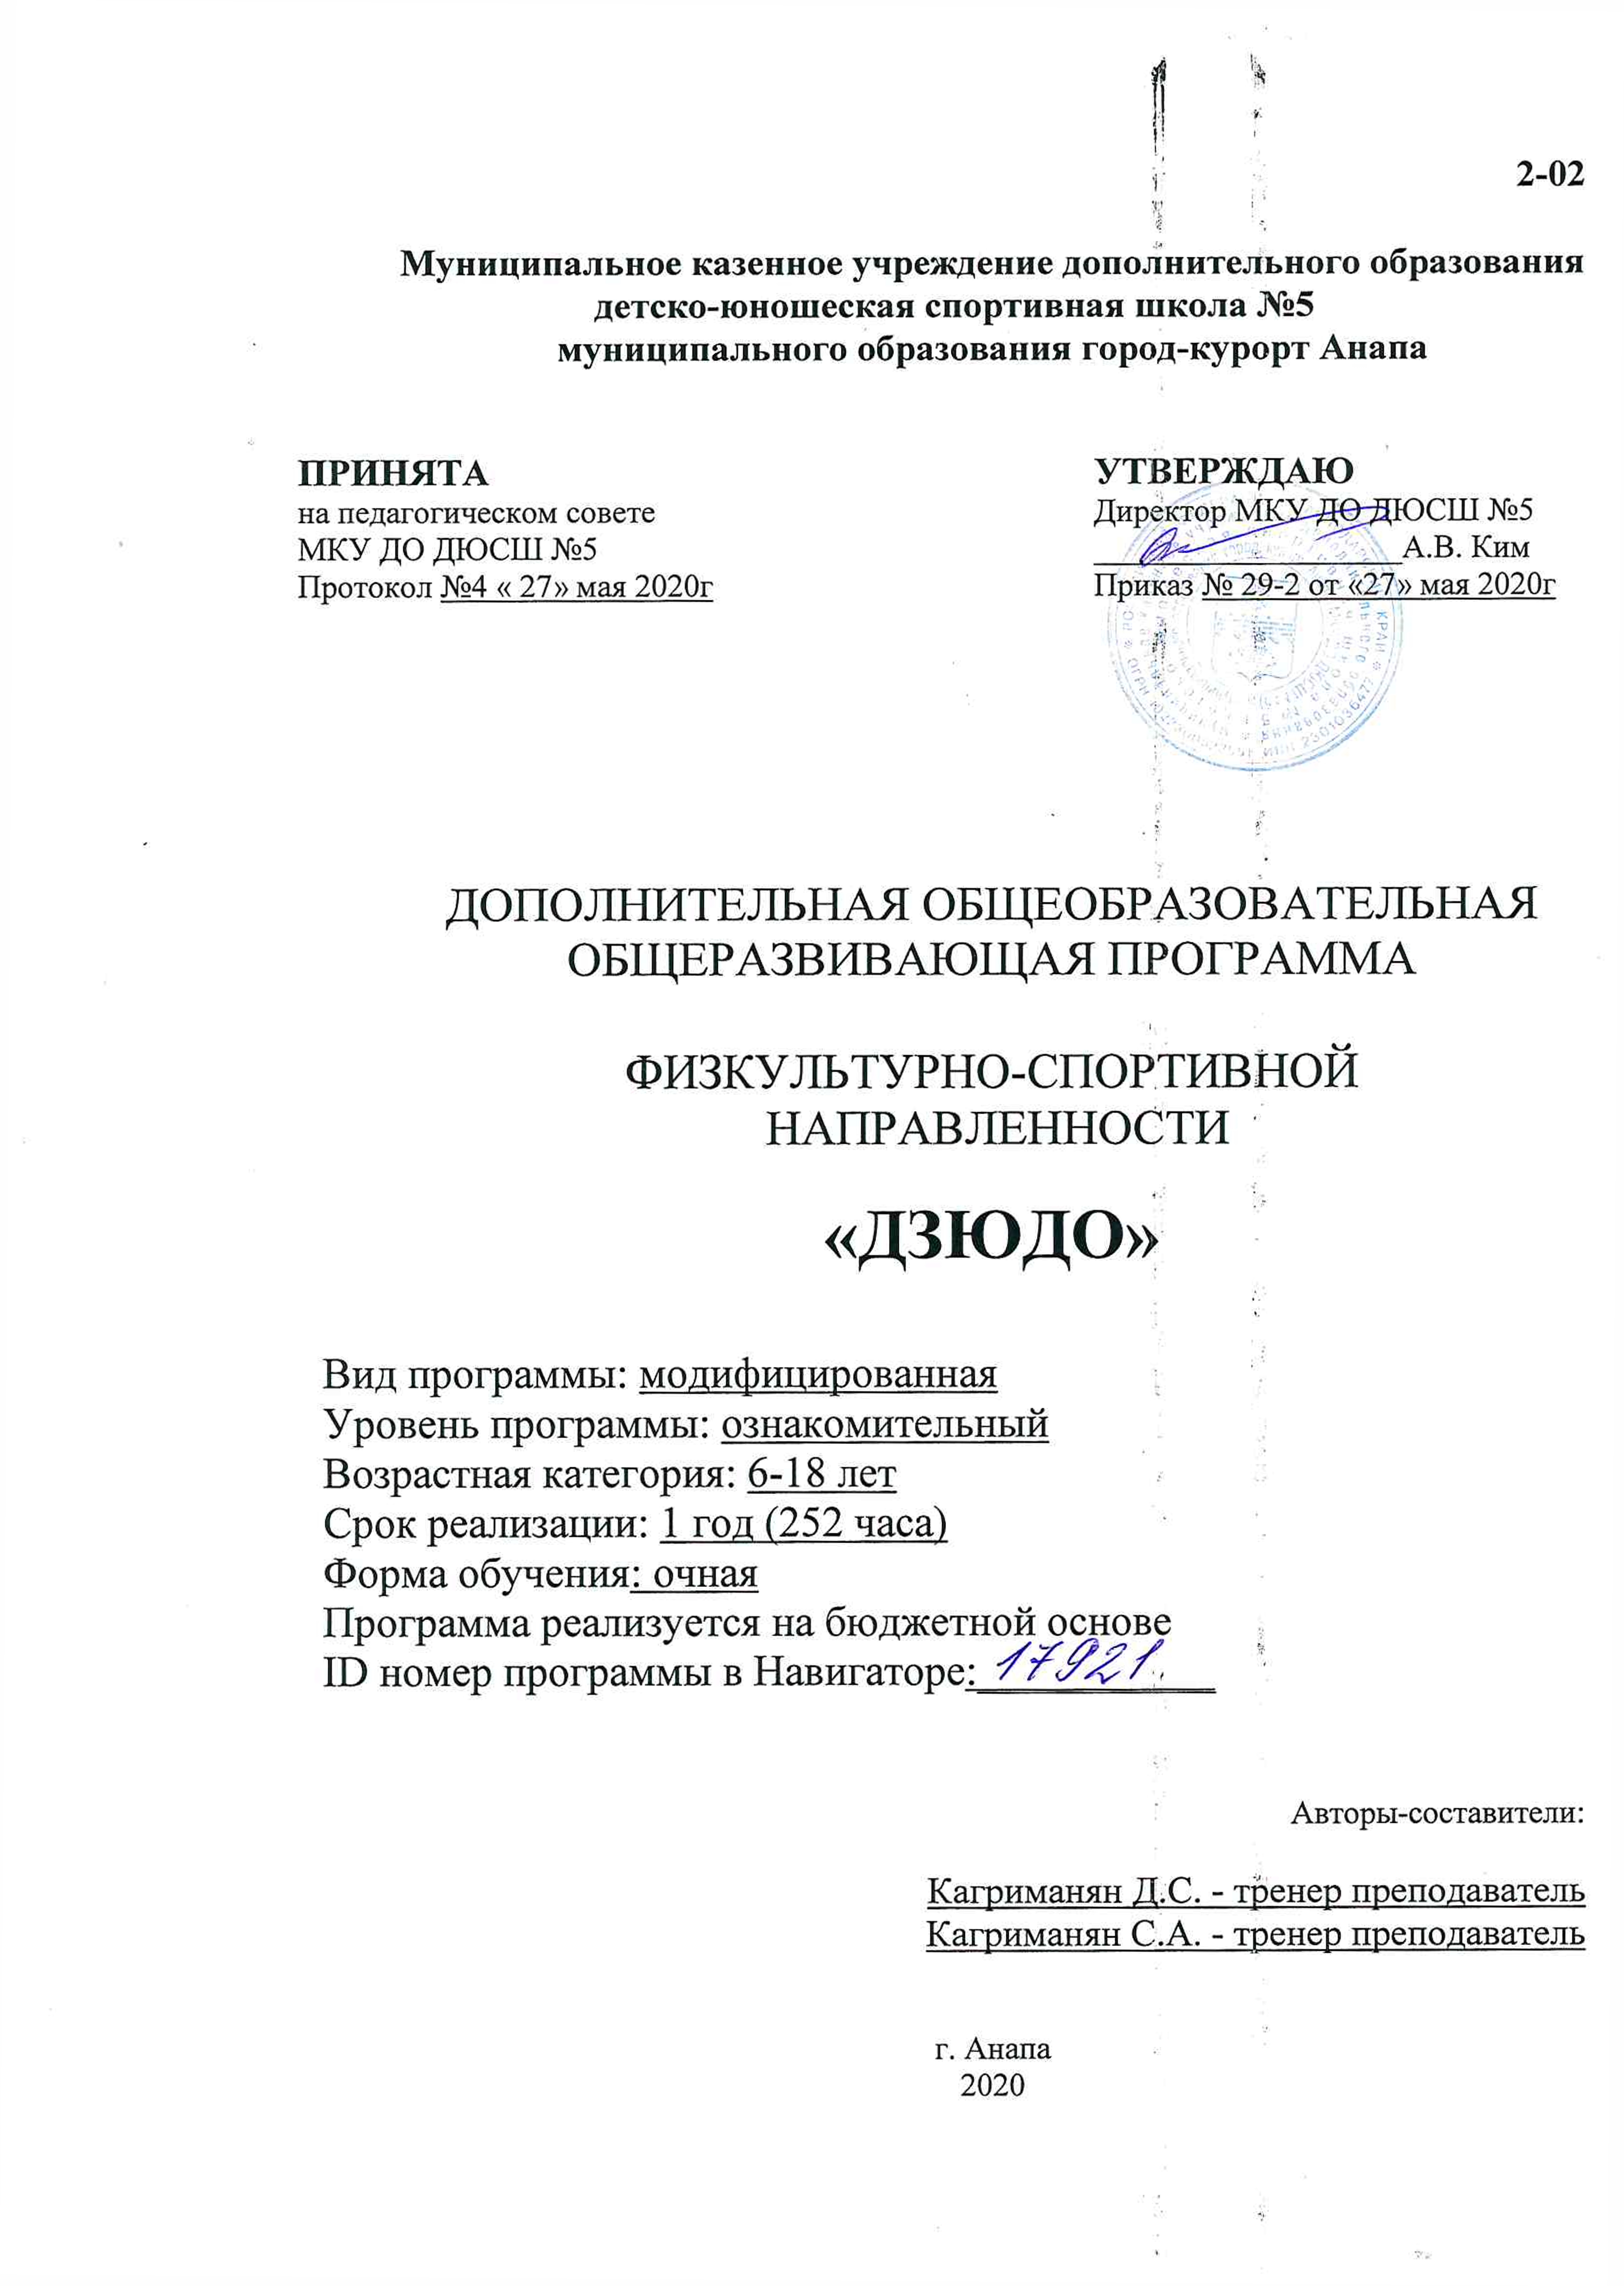 2-02
Муниципальное казенное учреждение дополнительного образования
детско-юношеская спортивная школа №5
муниципального образования город-курорт Анапа
ПРИНЯТА
на педагогическом совете
МКУ ДО ДЮСШ №5
Протокол №4 « 27» мая 2020г
УТВЕРЖДАЮ
Директор МКУ ДО ДЮСШ №5
А.В. Ким
Приказ № 29-2 от «27» мая 2020г
ДОПОЛНИТЕЛЬНАЯ ОБЩЕОБРАЗОВАТЕЛЬНАЯ
ОБЩЕРАЗВИВАЮЩАЯ ПРОГРАММА
ФИЗКУЛЬТУРНО-СПОРТИВНОЙ
НАПРАВЛЕННОСТИ
«ДЗЮДО»
Вид программы: модифицированная
Уровень программы: ознакомительный
Возрастная категория: 6-18 лет
Срок реализации: 1 год (252 часа)
Форма обучения: очная
Программа реализуется на бюджетной основе
ID номер программы в Навигаторе: 17921
Авторы-составители:
Кагриманян Д.С. - тренер преподаватель
Кагриманян С.А. - тренер преподаватель
г. Анапа
2020